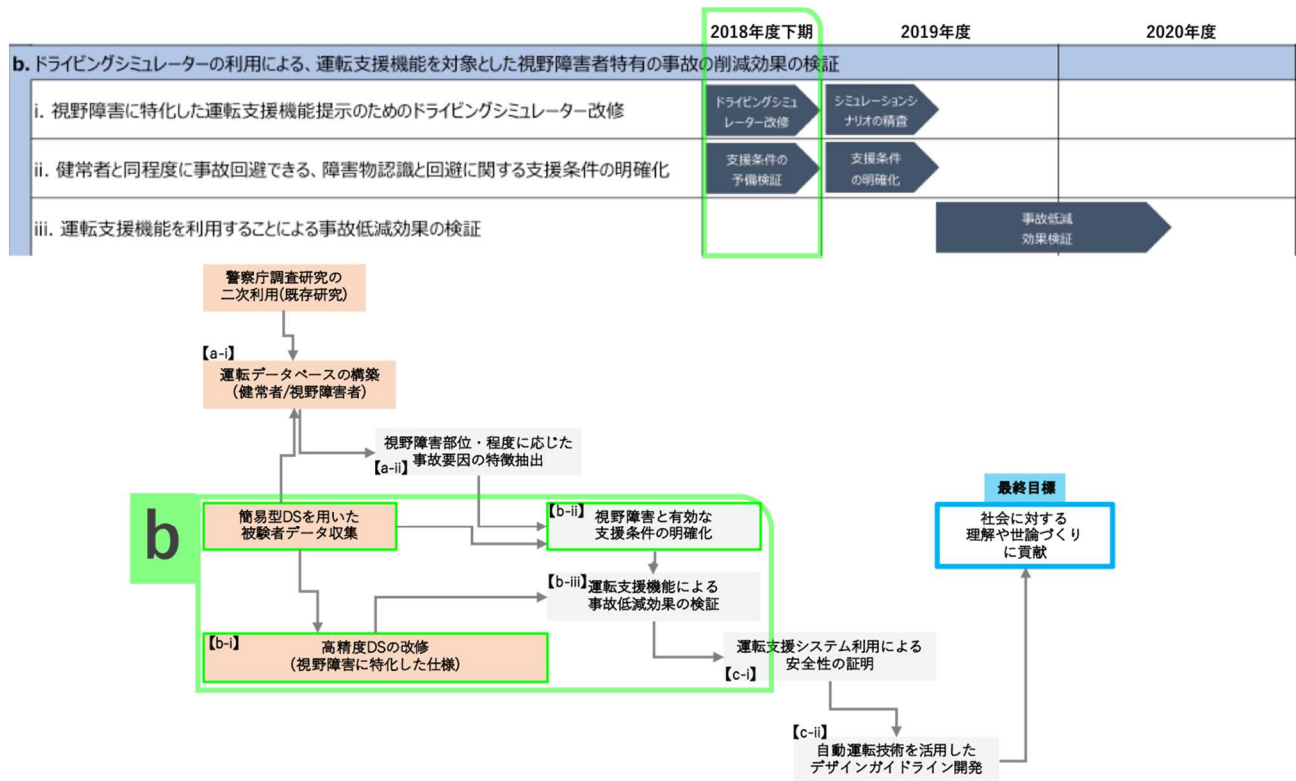 2018年度下期 2019年度 2020年度
b. ドライビングシミュレーターの利用による、運転支援機能を対象とした視野障害者特有の事故の削減効果の検証
i. 視野障害に特化した運転支援機能提示のためのドライビングシミュレーター改修
ドライビングシミュ
レーター改修
シミュレーションシ
ナリオの精査
ii. 健常者と同程度に事故回避できる、障害物認識と回避に関する支援条件の明確化
支援条件の
予備検証
支援条件
の明確化
iii. 運転支援機能を利用することによる事故低減効果の検証
事故低減
効果検証
警察庁調査研究の
二次利用(既存研究)
【a-i】
運転データベースの構築
(健常者/視野障害者)
視野障害部位・程度に応じた
事故要因の特徴抽出
【a-ii】
b
簡易型DSを用いた
被験者データ収集
【b-ii】
視野障害と有効な
支援条件の明確化
【b-iii】
運転支援機能による
事故低減効果の検証
【b-i】
高精度DSの改修
(視野障害に特化した仕様)
運転支援システム利用による
安全性の証明
【c-i】
【c-ii】
自動運転技術を活用した
デザインガイドライン開発
最終目標
社会に対する
理解や世論づくり
に貢献